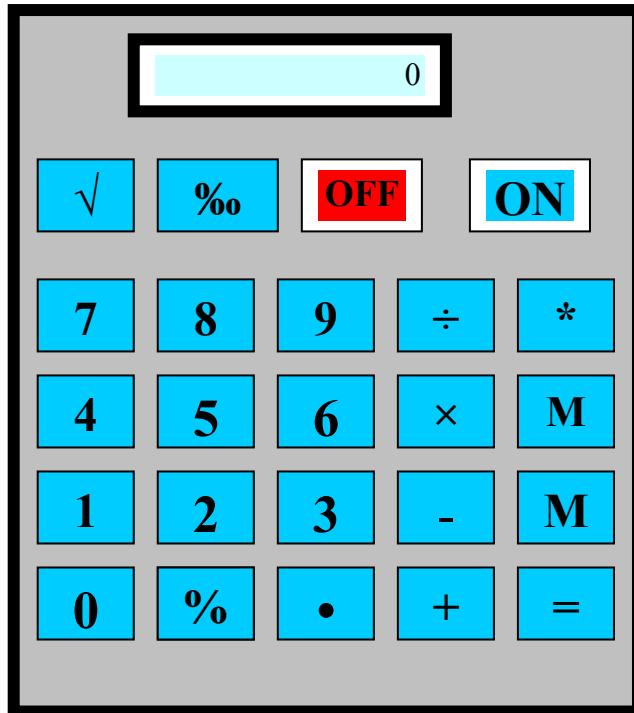 0
√ ‰ OFF ON
7 8 9 ÷ *
4 5 6 × M
1 2 3 - M
0 % • + =